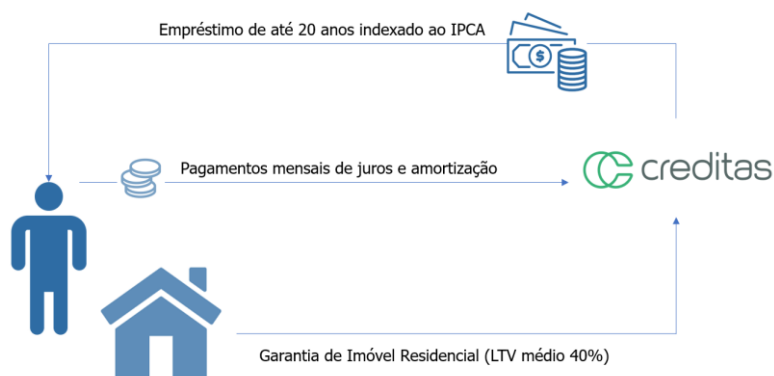 Empréstimo de até 20 anos indexado ao IPCA
$
Pagamentos mensais de juros e amortização
creditas
Garantia de Imóvel Residencial (LTV médio 40%)